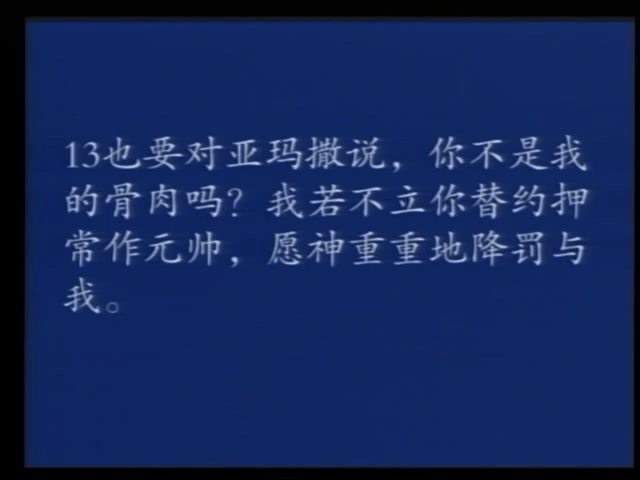 13也要对亚玛撒说，你不是我
的骨肉吗？我若不立你替约押
常作元帅，愿神重重地降罚与
我。